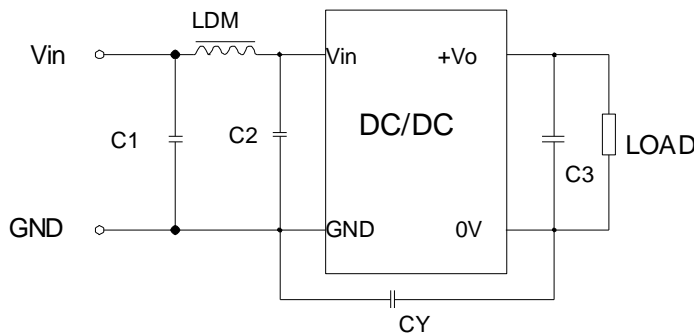 LDM
Vin
Vin
+Vo
C1
C2
DC/DC
C3
LOAD
GND
GND
0V
CY